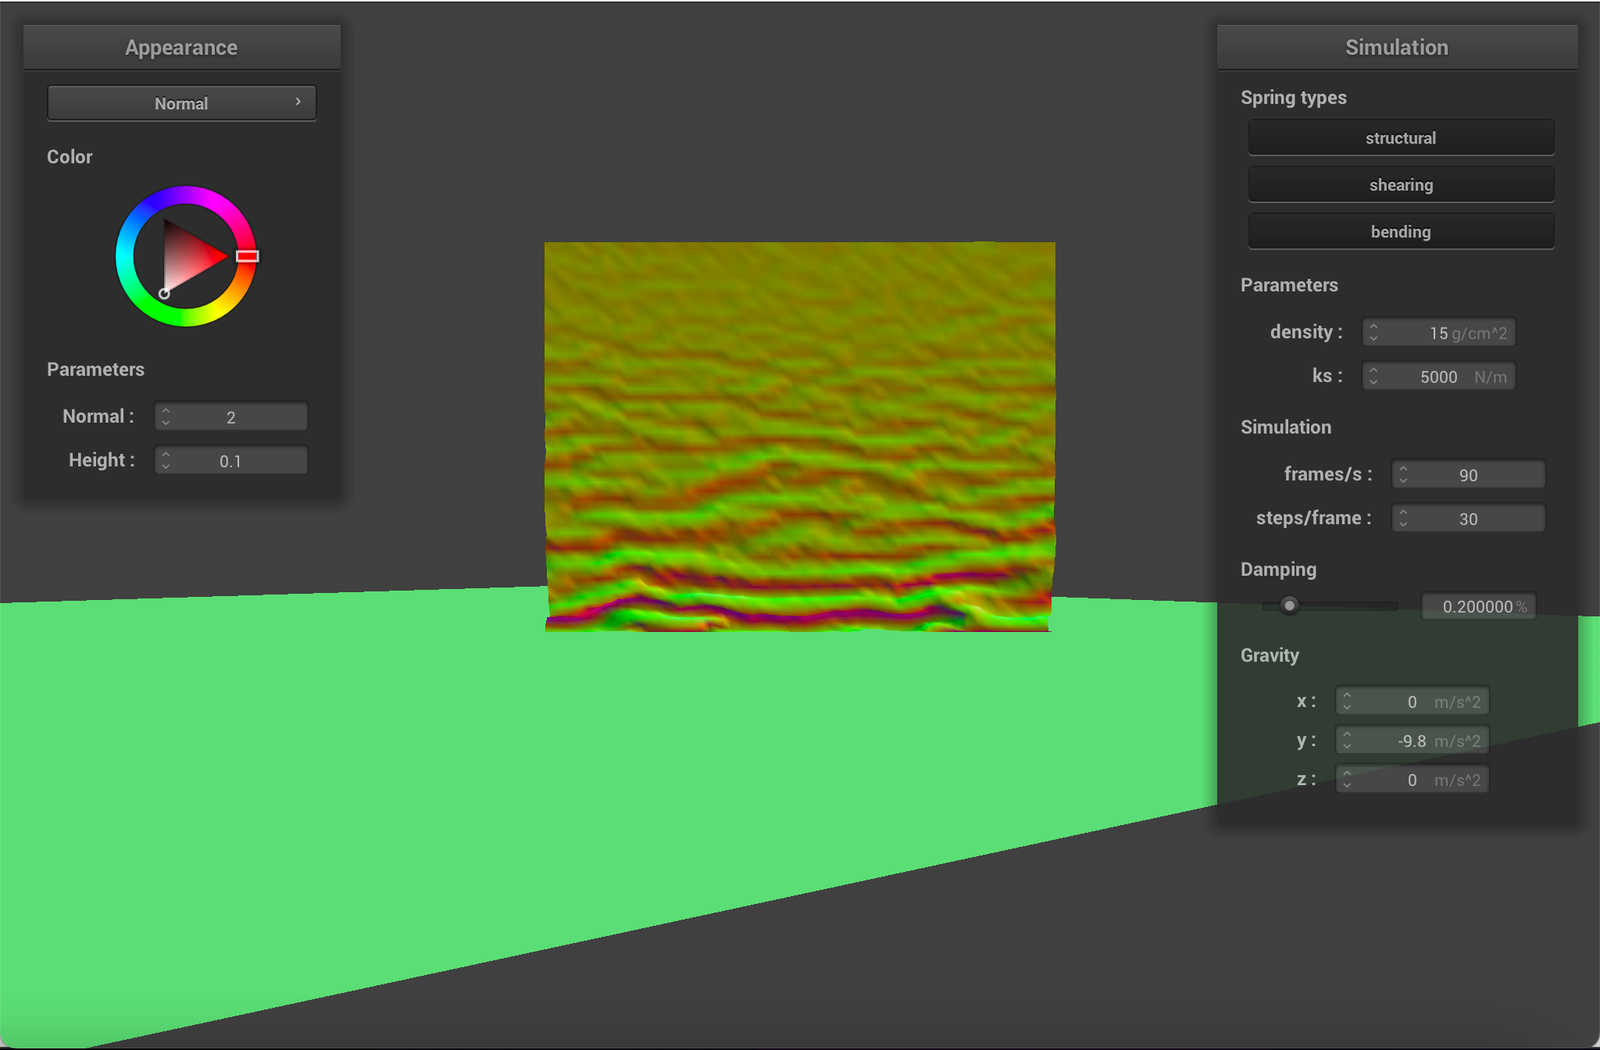 Appearance
Normal
Color
Parameters
Normal : 2
Height : 0.1
Simulation
Spring types
structural
shearing
bending
Parameters
density : 15 g/cm^2
ks : 5000 N/m
Simulation
frames/s : 90
steps/frame : 30
Damping
0.200000 %
Gravity
x : 0 m/s^2
y : -9.8 m/s^2
z : 0 m/s^2